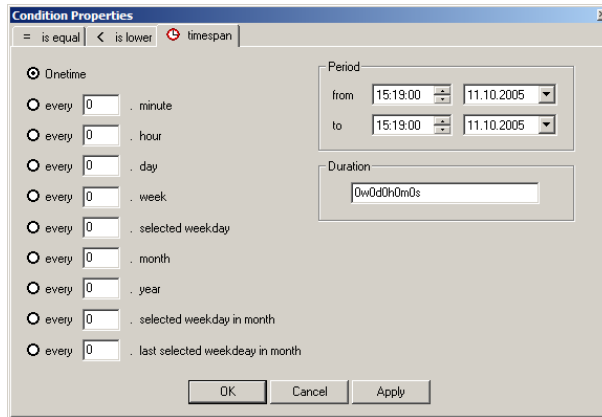 Condition Properties
= is equal < is lower timespan
Onetime
every 0 . minute
every 0 . hour
every 0 . day
every 0 . week
every 0 . selected weekday
every 0 . month
every 0 . year
every 0 . selected weekday in month
every 0 . last selected weekdeay in month
Period
from 15:19:00 11.10.2005
to 15:19:00 11.10.2005
Duration
0w0d0h0m0s
OK Cancel Apply